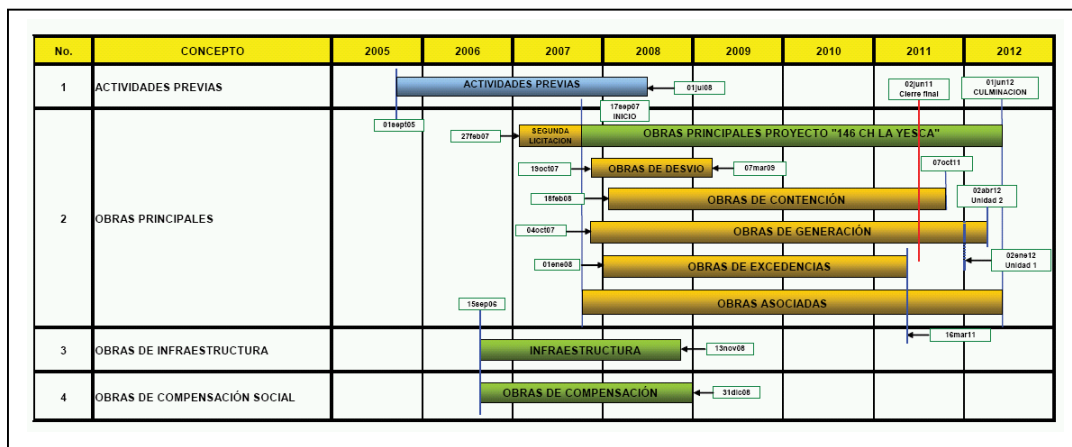 No. CONCEPTO 2005 2006 2007 2008 2009 2010 2011 2012
1 ACTIVIDADES PREVIAS
ACTIVIDADES PREVIAS
01jul08
01sept05
02jun11
Cierre final
01jun12
CULMINACION
2 OBRAS PRINCIPALES
17sep07
INICIO
27feb07
SEGUNDA
LICITACION
OBRAS PRINCIPALES PROYECTO "146 CH LA YESCA"
19oct07
OBRAS DE DESVIO
07mar09
07oct11
18feb08
OBRAS DE CONTENCIÓN
02abr12
Unidad 2
04oct07
OBRAS DE GENERACIÓN
01ene08
OBRAS DE EXCEDENCIAS
02ene12
Unidad 1
15sep06
OBRAS ASOCIADAS
16mar11
3 OBRAS DE INFRAESTRUCTURA
INFRAESTRUCTURA
13nov08
4 OBRAS DE COMPENSACIÓN SOCIAL
OBRAS DE COMPENSACIÓN
31dic08